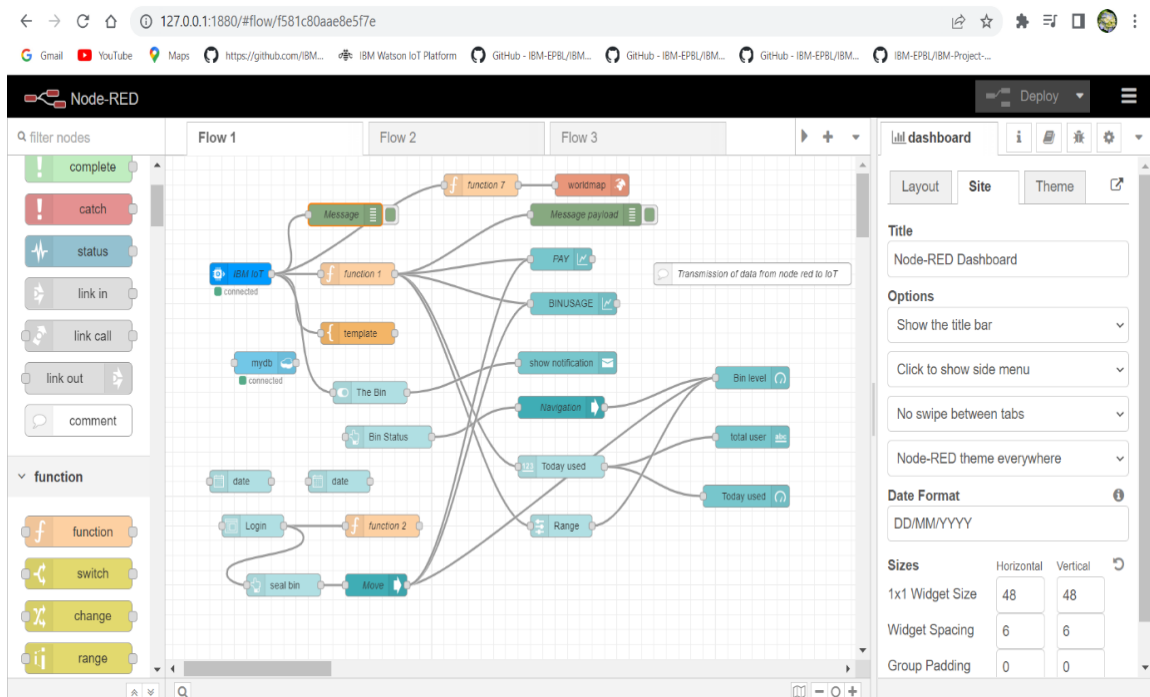 127.0.0.1:1880/#flow/f581c80aae8e5f7e
Gmail YouTube Maps https://github.com/IBM... IBM Watson IoT Platform GitHub - IBM-EPBL/IBM... GitHub - IBM-EPBL/IBM... GitHub - IBM-EPBL/IBM... IBM-EPBL/IBM-Project-...
Node-RED Deploy
filter nodes
complete
catch
status
link in
link call
link out
comment
function
function
switch
change
range
Flow 1 Flow 2 Flow 3
function 7 worldmap
Message Message payload
IBM IoT function 1 PAY Transmission of data from node red to IoT
connected
BINUSAGE
template
mydb show notification
connected
The Bin Bin level
Navigation
Bin Status total user
Today used
date date
Today used
Login function 2 Range
seal bin Move
dashboard
Layout Site Theme
Title
Node-RED Dashboard
Options
Show the title bar
Click to show side menu
No swipe between tabs
Node-RED theme everywhere
Date Format
DD/MM/YYYY
Sizes Horizontal Vertical
1x1 Widget Size 48 48
Widget Spacing 6 6
Group Padding 0 0